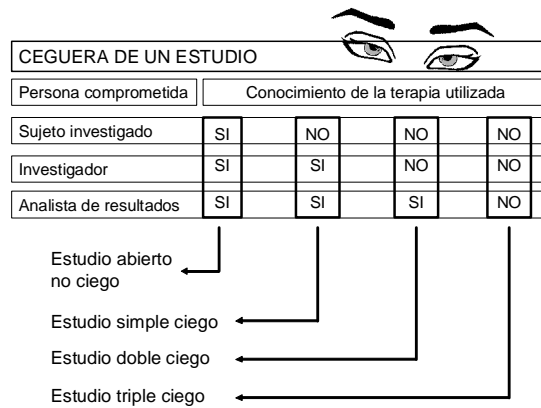 CEGUERA DE UN ESTUDIO
Persona comprometida Conocimiento de la terapia utilizada
Sujeto investigado SI NO NO NO
Investigador SI SI NO NO
Analista de resultados SI SI SI NO
Estudio abierto
no ciego
Estudio simple ciego
Estudio doble ciego
Estudio triple ciego